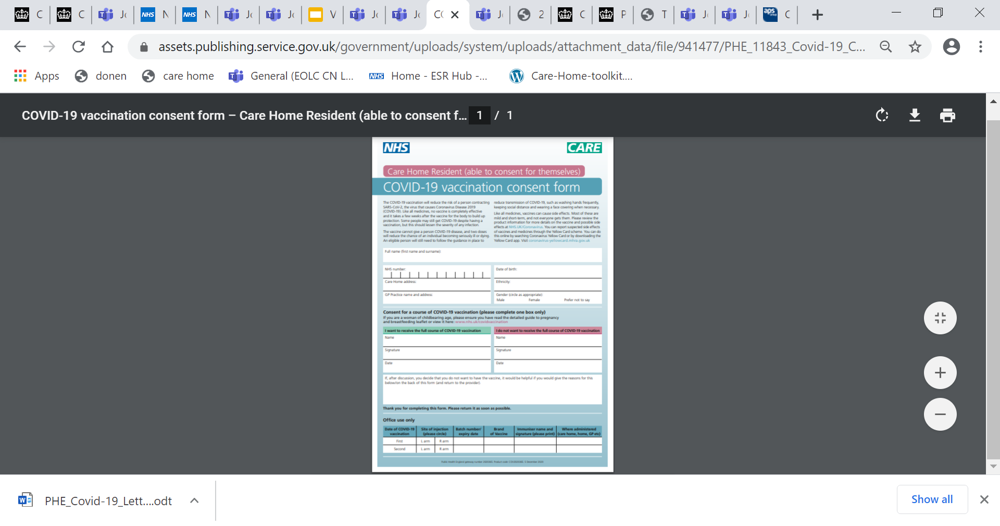 C C Jo NHS N NHS N Jo Jo V Jo Jo CO J 2 C P T J J aps C
assets.publishing.service.gov.uk/government/uploads/system/uploads/attachment_data/file/941477/PHE_11843_Covid-19_C...
Apps donen care home General (EOLC CN L... NHS Home - ESR Hub -... Care-Home-toolkit....
COVID-19 vaccination consent form – Care Home Resident (able to consent f... 1 / 1
NHS CARE
Care Home Resident (able to consent for themselves)
COVID-19 vaccination consent form
The COVID-19 vaccination will reduce the risk of a person contracting
SARS-CoV-2, the virus that causes Coronavirus Disease 2019
(COVID-19). Like all medicines, no vaccine is completely effective
and it takes a few weeks after the vaccine for the body to build up
protection. Some people may still get COVID-19 despite having a
vaccination, but this should lessen the severity of any infection.
The vaccine cannot give a person COVID-19 disease, and two doses
will reduce the chance of an individual becoming seriously ill or dying.
An eligible person will still need to follow the guidance in place to
reduce transmission of COVID-19, such as washing hands frequently,
keeping social distance and wearing a face covering when necessary.
Like all medicines, vaccines can cause side effects. Most of these are
mild and short-term, and not everyone gets them. Please review the
product information for more details on the vaccine and possible side
effects at NHS.UK/Coronavirus. You can report suspected side effects
of vaccines and medicines through the Yellow Card scheme. You can do
this online by searching Coronavirus Yellow Card or by downloading the
Yellow Card app. Visit coronavirus-yellowcard.mhra.gov.uk
Full name (first name and surname):
NHS number: Date of birth:
Care Home address: Ethnicity:
GP Practice name and address: Gender (circle as appropriate):
Male Female Prefer not to say
Consent for a course of COVID-19 vaccination (please complete one box only)
If you are a woman of childbearing age, please ensure you have read the detailed guide to pregnancy
and breastfeeding leaflet or view it here: www.nhs.uk/covidvaccination
I want to receive the full course of COVID-19 vaccination I do not want to receive the full course of COVID-19 vaccination
Name Name
Signature Signature
Date Date
If, after discussion, you decide that you do not want to have the vaccine, it would be helpful if you would give the reasons for this
below/on the back of this form (and return to the provider).
Thank you for completing this form. Please return it as soon as possible.
Office use only
Date of COVID-19 Site of injection Batch number/ Brand Immuniser name and Where administered
vaccination (please circle) expiry date of Vaccine signature (please print) (care home, home, GP etc)
First L arm R arm
Second L arm R arm
PHE_Covid-19_Lett....odt Show all